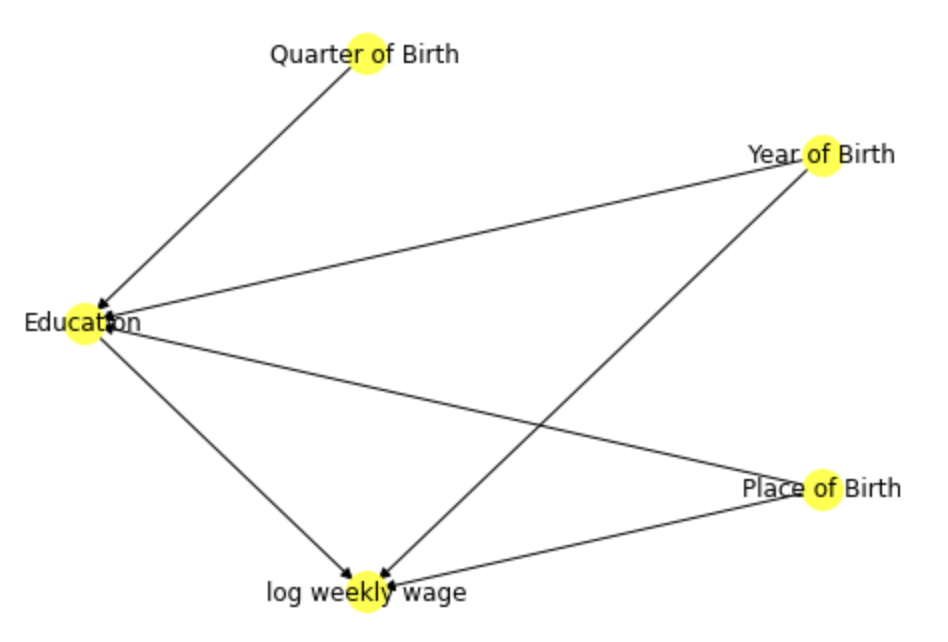 Quarter of Birth
Year of Birth
Education
Place of Birth
log weekly wage